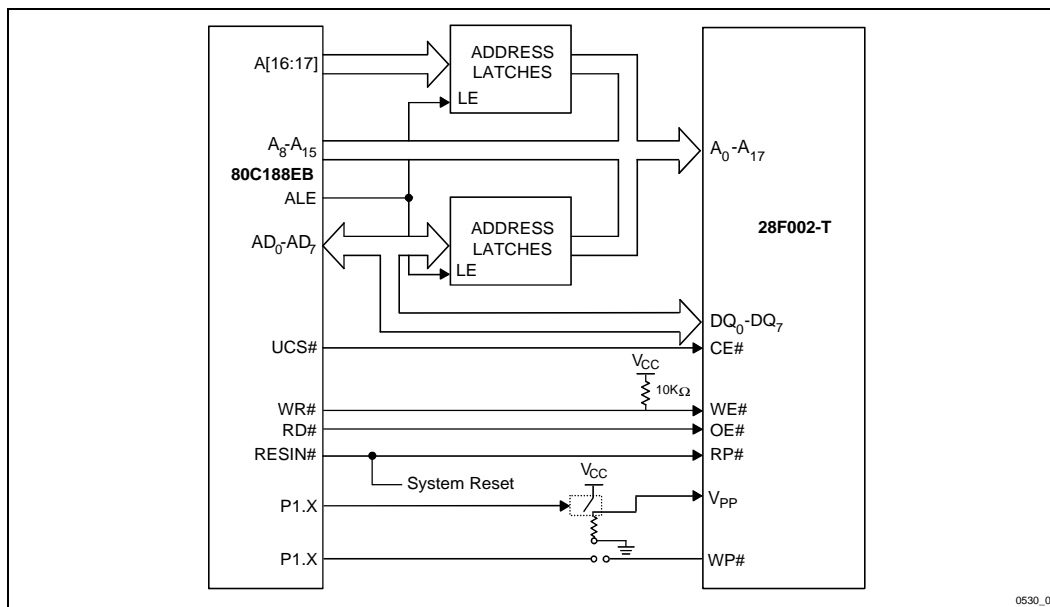 A[16:17]
ADDRESS
LATCHES
LE
A8-A15
80C188EB
ALE
AD0-AD7
ADDRESS
LATCHES
LE
A0-A17
28F002-T
DQ0-DQ7
UCS#
CE#
VCC
10KΩ
WR#
WE#
RD#
OE#
RESIN#
RP#
System Reset
VCC
P1.X
VPP
P1.X
WP#
0530_0